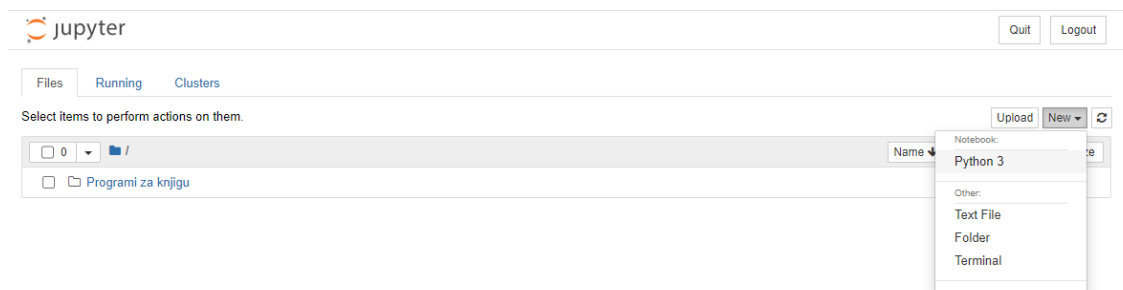 jupyter
Quit Logout
Files Running Clusters
Select items to perform actions on them.
Upload New
0 / Name
Programi za knjigu
Notebook:
Python 3
Other:
Text File
Folder
Terminal